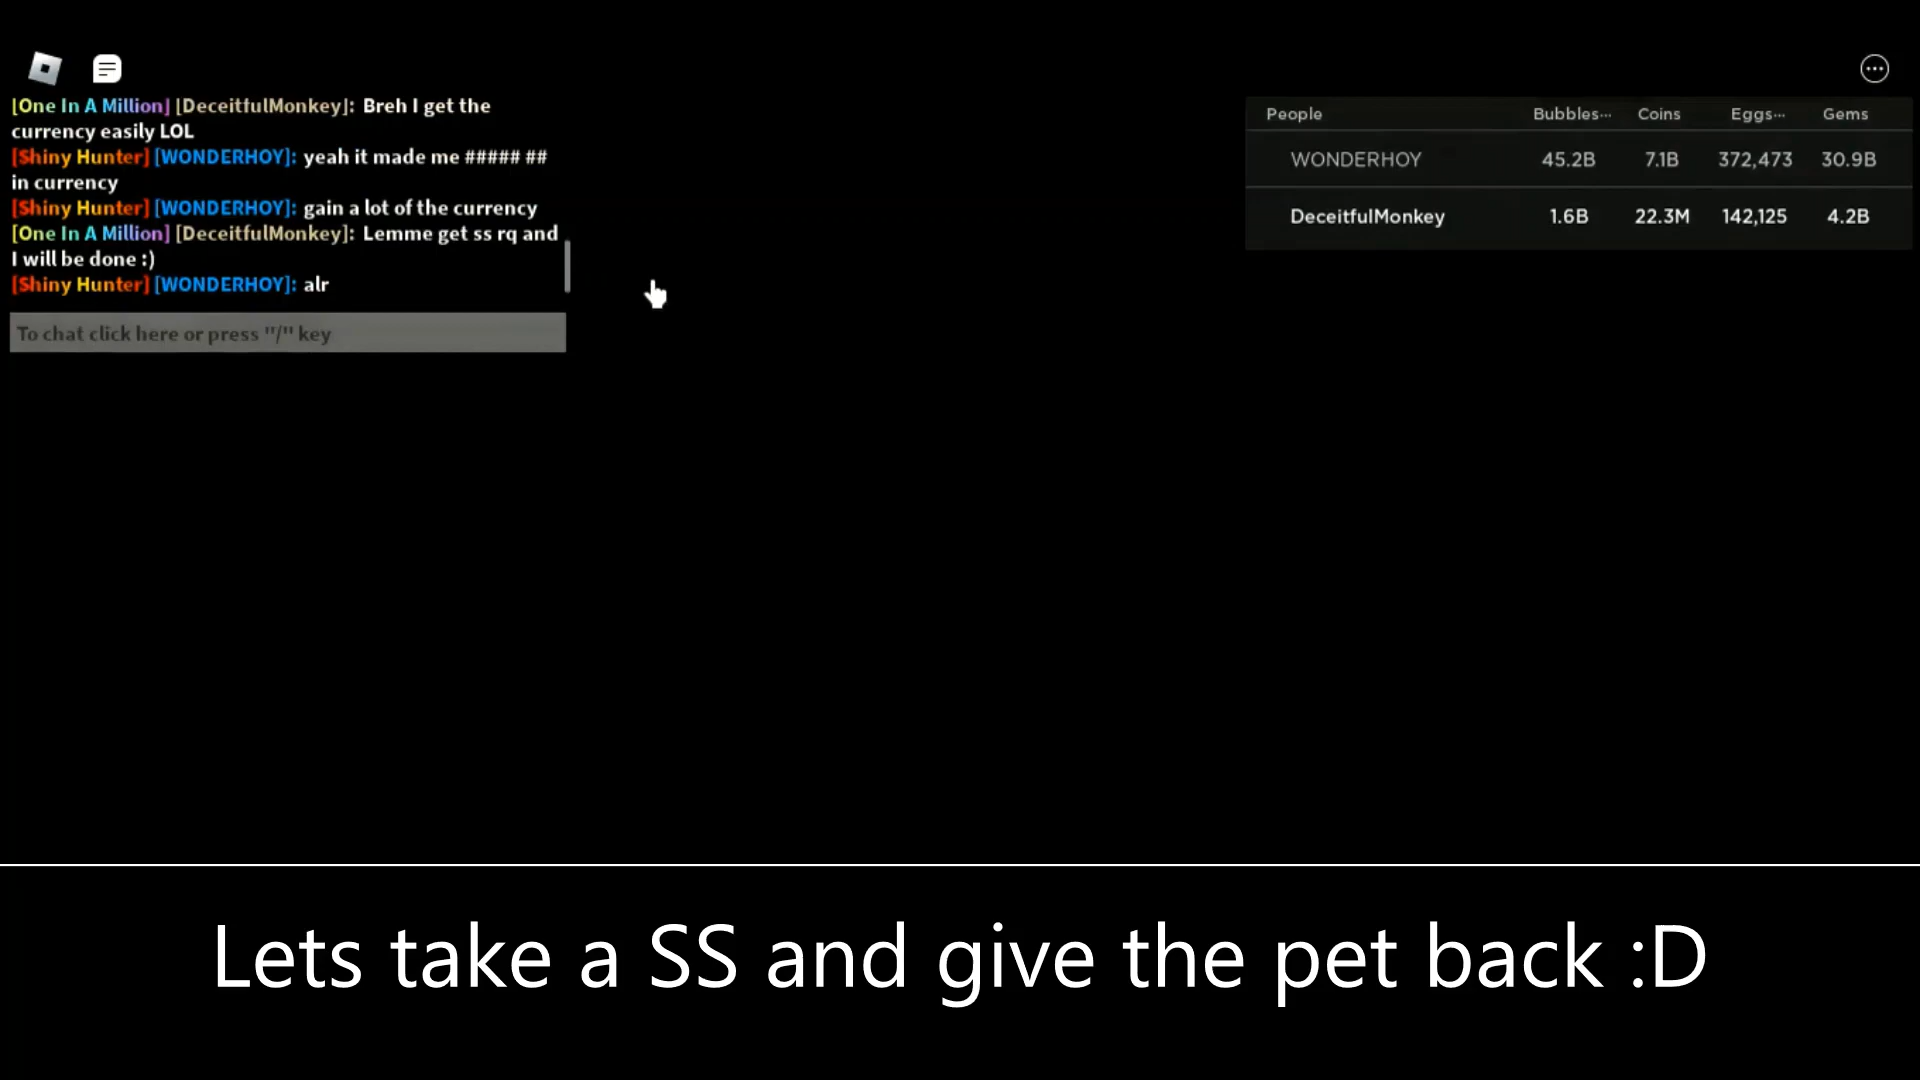 [One In A Million] [DeceitfulMonkey]: Breh I get the
currency easily LOL
[Shiny Hunter] [WONDERHOY]: yeah it made me ##### ##
in currency
[Shiny Hunter] [WONDERHOY]: gain a lot of the currency
[One In A Million] [DeceitfulMonkey]: Lemme get ss rq and
I will be done :)
[Shiny Hunter] [WONDERHOY]: alr
To chat click here or press "/" key
People Bubbles... Coins Eggs... Gems
WONDERHOY 45.2B 7.1B 372,473 30.9B
DeceitfulMonkey 1.6B 22.3M 142,125 4.2B
Lets take a SS and give the pet back :D